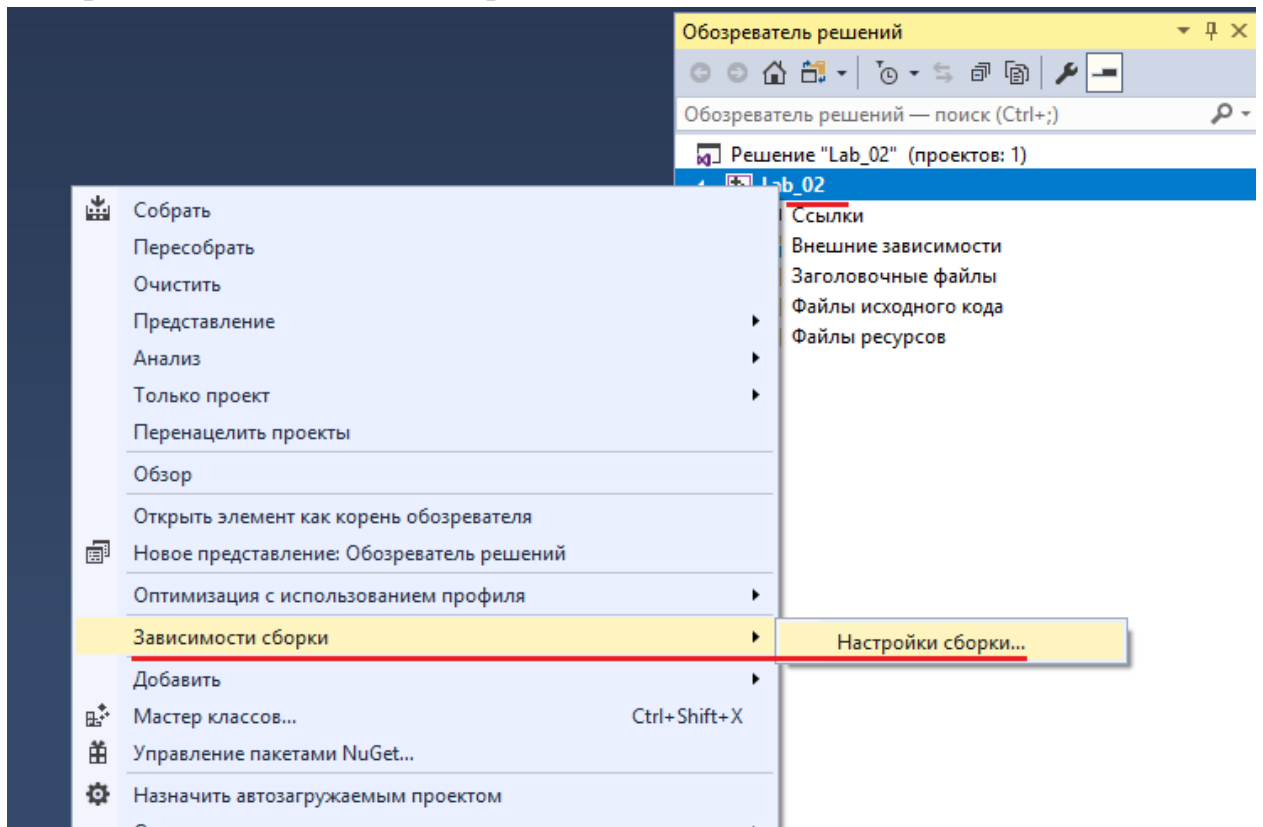 Обозреватель решений
Обозреватель решений — поиск (Ctrl+;)
Решение "Lab_02" (проектов: 1)
Lab_02
Ссылки
Внешние зависимости
Заголовочные файлы
Файлы исходного кода
Файлы ресурсов
Собрать
Пересобрать
Очистить
Представление
Анализ
Только проект
Перенацелить проекты
Обзор
Открыть элемент как корень обозревателя
Новое представление: Обозреватель решений
Оптимизация с использованием профиля
Зависимости сборки
Настройки сборки...
Добавить
Мастер классов... Ctrl+Shift+X
Управление пакетами NuGet...
Назначить автозагружаемым проектом